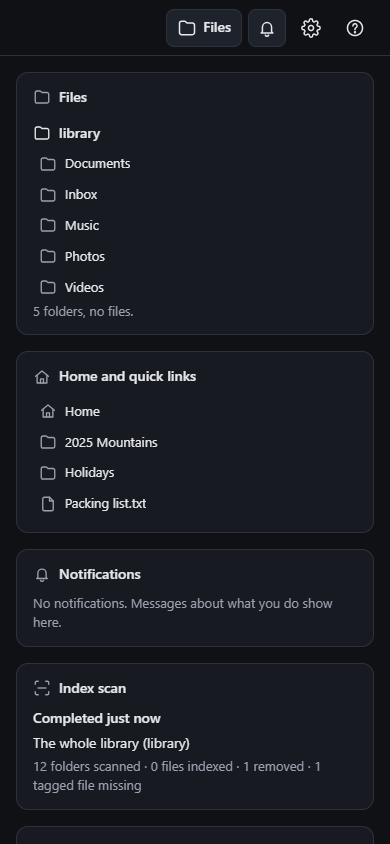 Files
Files
library
Documents
Inbox
Music
Photos
Videos
5 folders, no files.
Home and quick links
Home
2025 Mountains
Holidays
Packing list.txt
Notifications
No notifications. Messages about what you do show
here.
Index scan
Completed just now
The whole library (library)
12 folders scanned · 0 files indexed · 1 removed · 1
tagged file missing